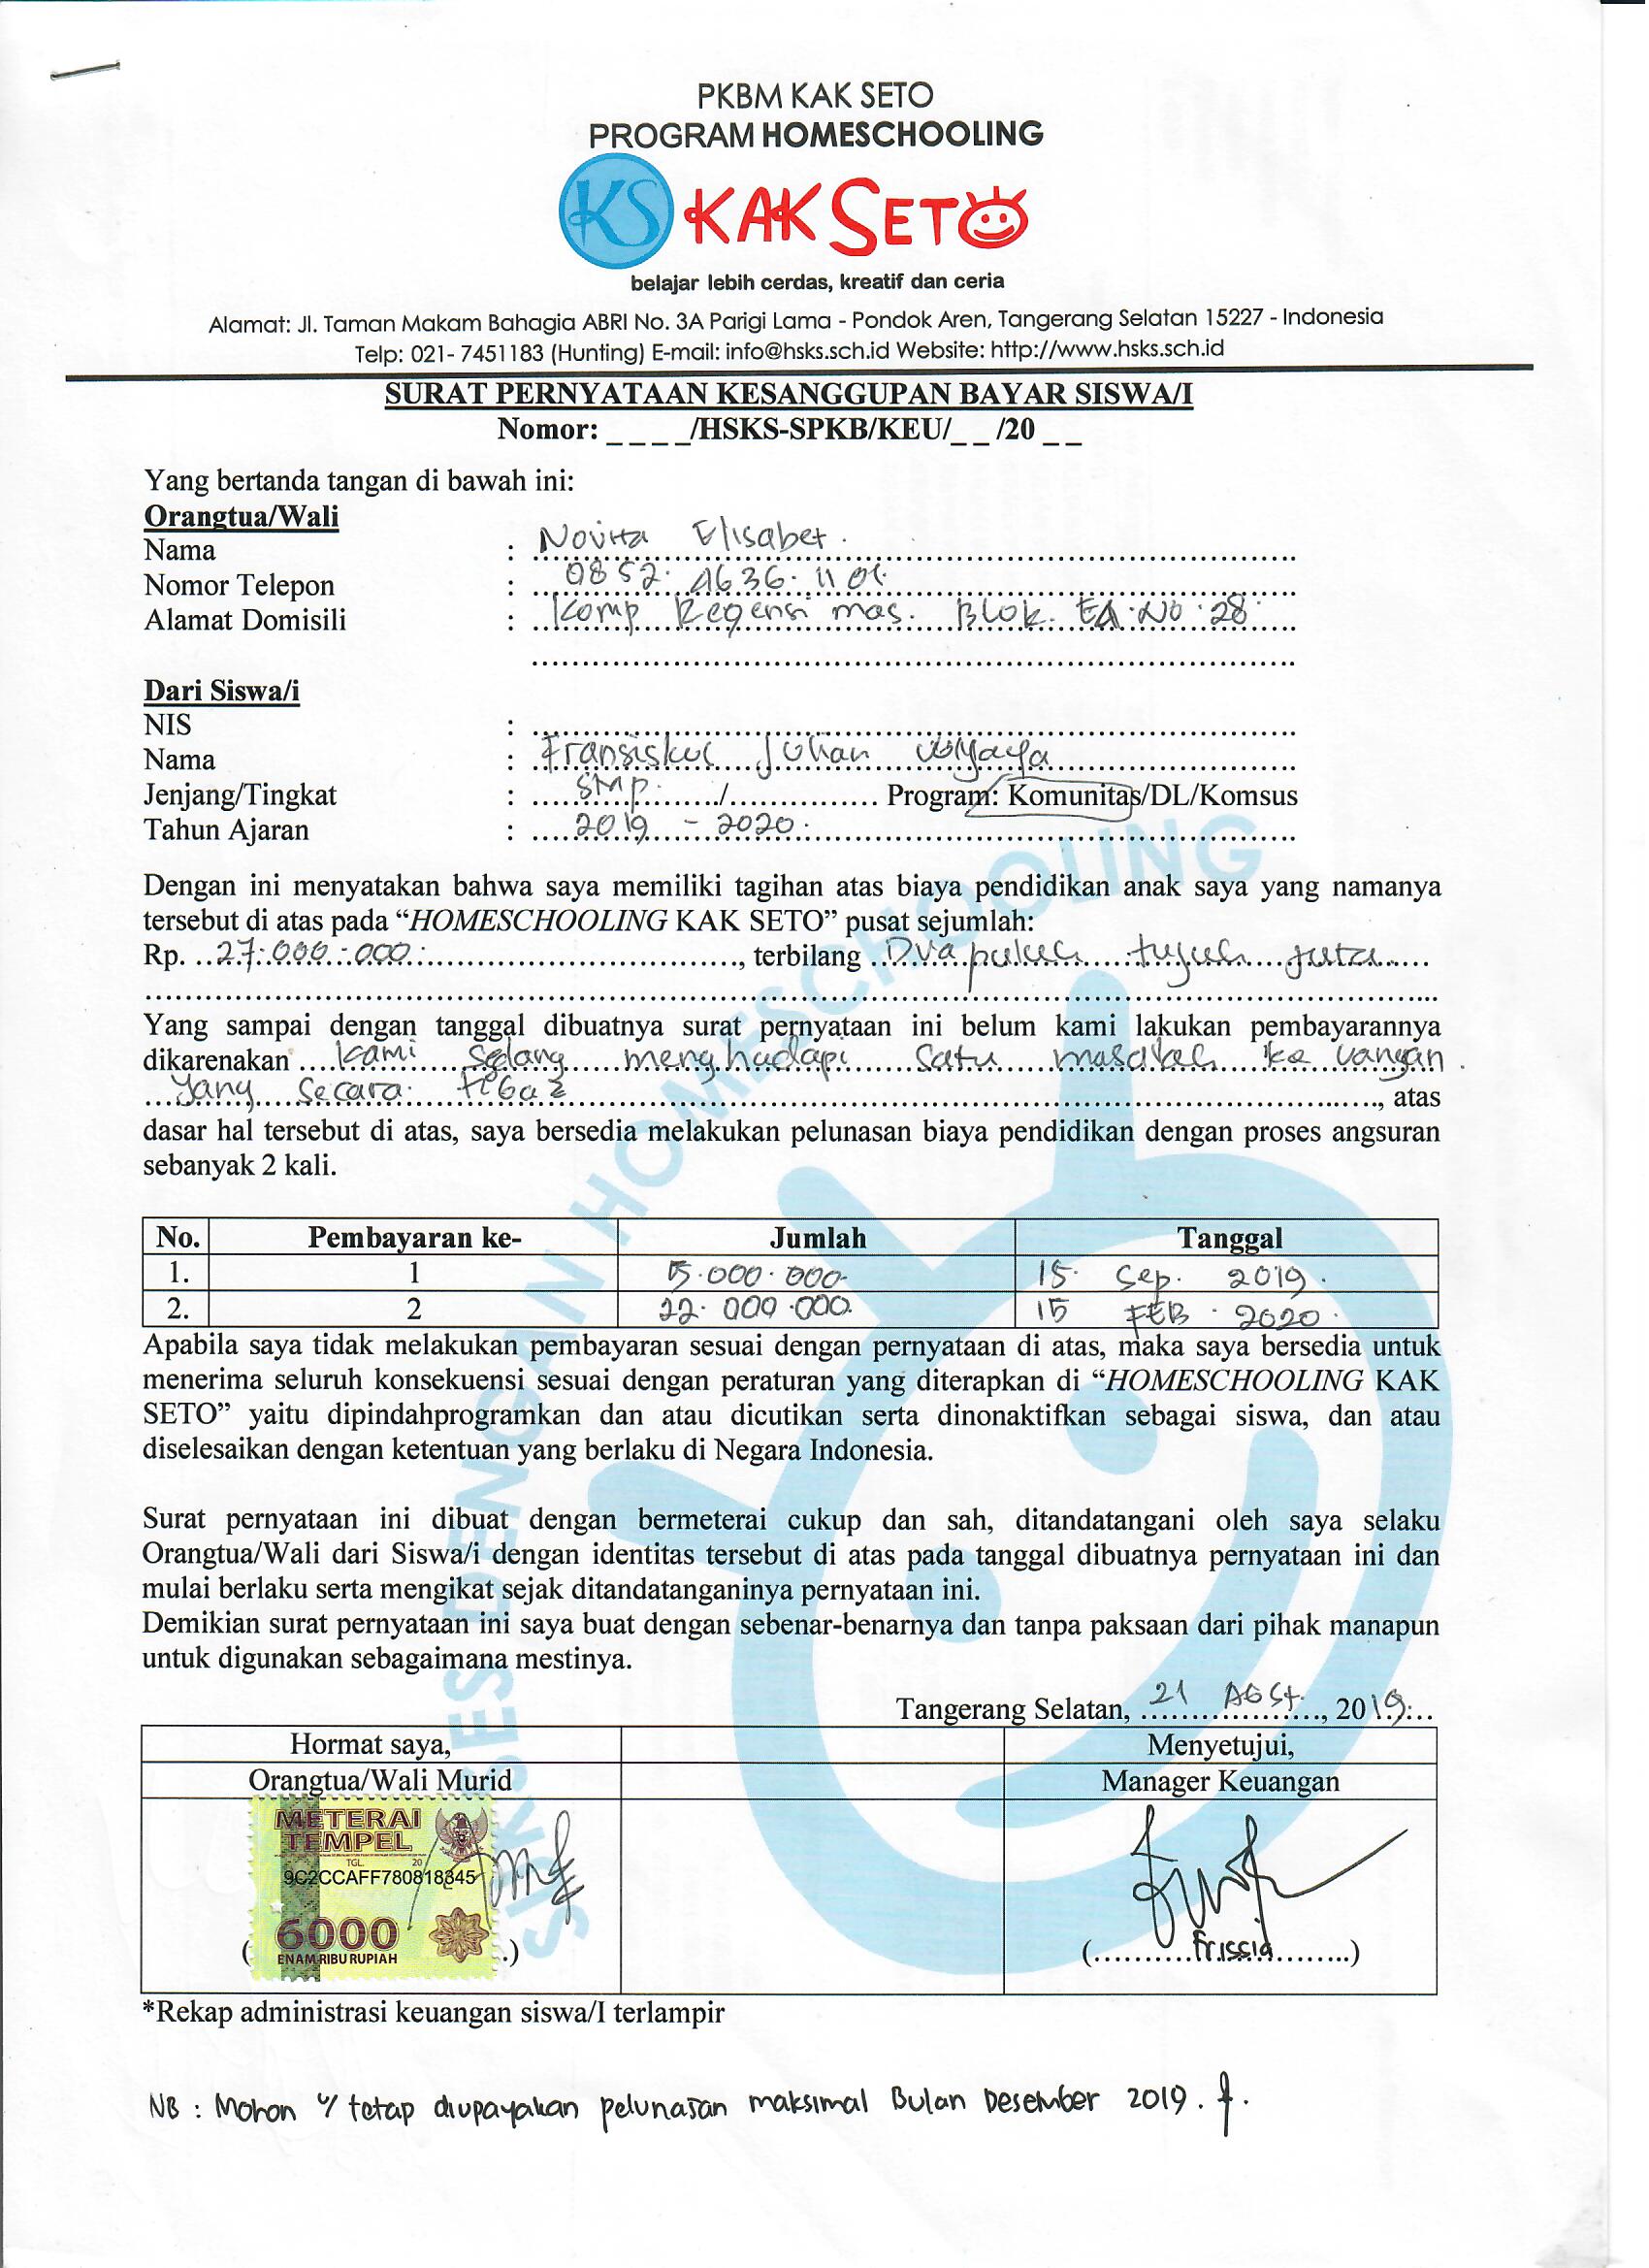 PKBM KAK SETO
PROGRAM HOMESCHOOLING
KS KAK SETO
belajar lebih cerdas, kreatif dan ceria
Alamat: Jl. Taman Makam Bahagia ABRI No. 3A Parigi Lama - Pondok Aren, Tangerang Selatan 15227 - Indonesia
Telp: 021- 7451183 (Hunting) E-mail: info@hsks.sch.id Website: http://www.hsks.sch.id
SURAT PERNYATAAN KESANGGUPAN BAYAR SISWA/I
Nomor: _ _ _ _/HSKS-SPKB/KEU/_ _ /20 _ _
Yang bertanda tangan di bawah ini:
Orangtua/Wali
Nama : Novita Elisabet.
Nomor Telepon : 0852. 1636. 1101
Alamat Domisili : Komp Regensi mas. Blok. EA. No. 28
Dari Siswa/i
NIS :
Nama : Fransiskus Julian Wijaya
Jenjang/Tingkat : SMP. / Program: Komunitas/DL/Komsus
Tahun Ajaran : 2019 - 2020.
Dengan ini menyatakan bahwa saya memiliki tagihan atas biaya pendidikan anak saya yang namanya
tersebut di atas pada “HOMESCHOOLING KAK SETO” pusat sejumlah:
Rp. 27.000.000, terbilang Dua puluh tujuh juta
Yang sampai dengan tanggal dibuatnya surat pernyataan ini belum kami lakukan pembayarannya
dikarenakan kami sedang menghadapi satu masalah ke uangan.
yang secara, atas
dasar hal tersebut di atas, saya bersedia melakukan pelunasan biaya pendidikan dengan proses angsuran
sebanyak 2 kali.
No. Pembayaran ke- Jumlah Tanggal
1. 1 5.000.000 15. Sep. 2019.
2. 2 22.000.000. 15 FEB. 2020.
Apabila saya tidak melakukan pembayaran sesuai dengan pernyataan di atas, maka saya bersedia untuk
menerima seluruh konsekuensi sesuai dengan peraturan yang diterapkan di “HOMESCHOOLING KAK
SETO” yaitu dipindahprogramkan dan atau dicutikan serta dinonaktifkan sebagai siswa, dan atau
diselesaikan dengan ketentuan yang berlaku di Negara Indonesia.
Surat pernyataan ini dibuat dengan bermeterai cukup dan sah, ditandatangani oleh saya selaku
Orangtua/Wali dari Siswa/i dengan identitas tersebut di atas pada tanggal dibuatnya pernyataan ini dan
mulai berlaku serta mengikat sejak ditandatanganinya pernyataan ini.
Demikian surat pernyataan ini saya buat dengan sebenar-benarnya dan tanpa paksaan dari pihak manapun
untuk digunakan sebagaimana mestinya.
Tangerang Selatan, 21 AGSt., 2019
Hormat saya, Menyetujui,
Orangtua/Wali Murid Manager Keuangan
METERAI
TEMPEL
TGL. 20
9C2CCAFF780818345
6000
ENAM RIBU RUPIAH
(..........Frissia..........)
*Rekap administrasi keuangan siswa/I terlampir
NB : Mohon u/ tetap diupayakan pelunasan maksimal Bulan Desember 2019.
SUKSES DENGAN HOMESCHOOLING